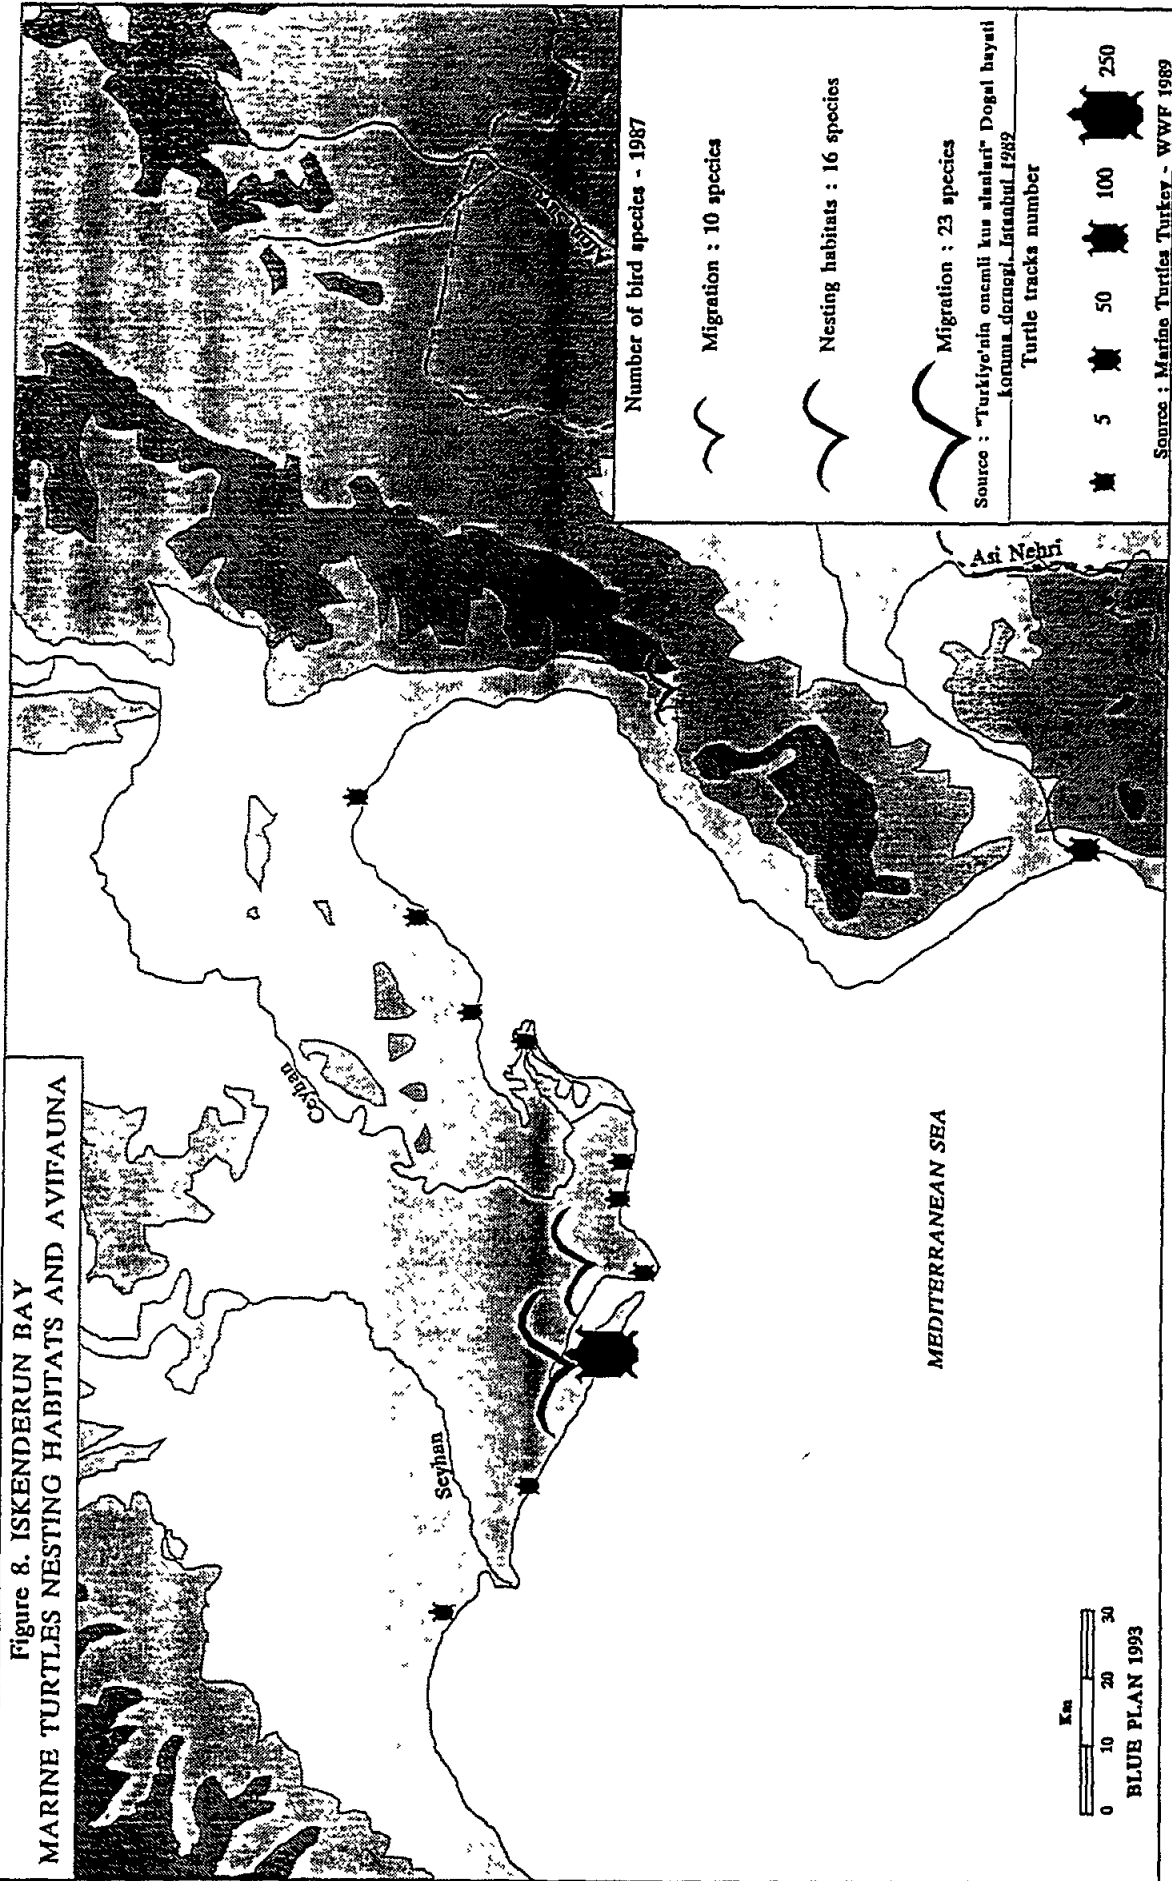 Figure 8. ISKENDERUN BAY
MARINE TURTLES NESTING HABITATS AND AVIFAUNA
Ceyhan
Seyhan
MEDITERRANEAN SEA
Asi Nehri
Km
0 10 20 30
BLUE PLAN 1993
Number of bird species - 1987
Migration : 10 species
Nesting habitats : 16 species
Migration : 23 species
Source : "Turkiye'nin onemli kus alanlari" Dogal hayati
koruma dernegi, Istanbul 1989
Turtle tracks number
5 50 100 250
Source : Marine Turtles Turkey - WWF 1989